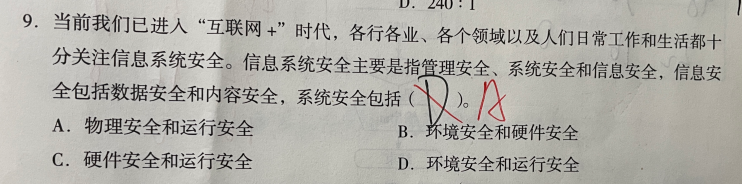 D. 240∶1
9. 当前我们已进入“互联网+”时代，各行各业、各个领域以及人们日常工作和生活都十
分关注信息系统安全。信息系统安全主要是指管理安全、系统安全和信息安全，信息安
全包括数据安全和内容安全，系统安全包括（ D ）。A
A. 物理安全和运行安全 B. 环境安全和硬件安全
C. 硬件安全和运行安全 D. 环境安全和运行安全